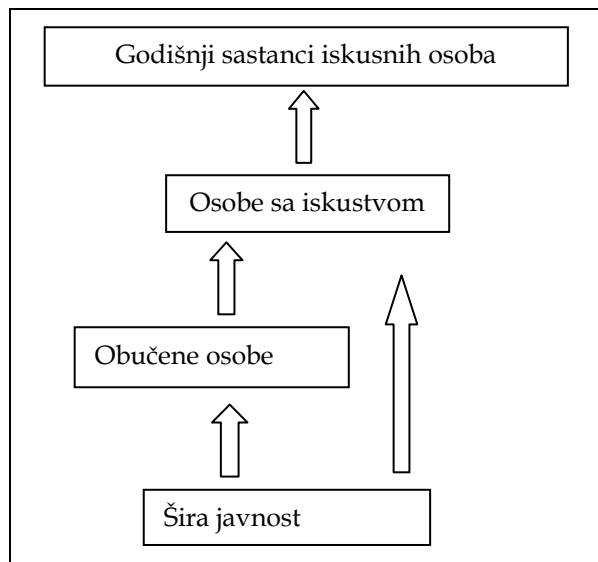 Godišnji sastanci iskusnih osoba
Osobe sa iskustvom
Obučene osobe
Šira javnost